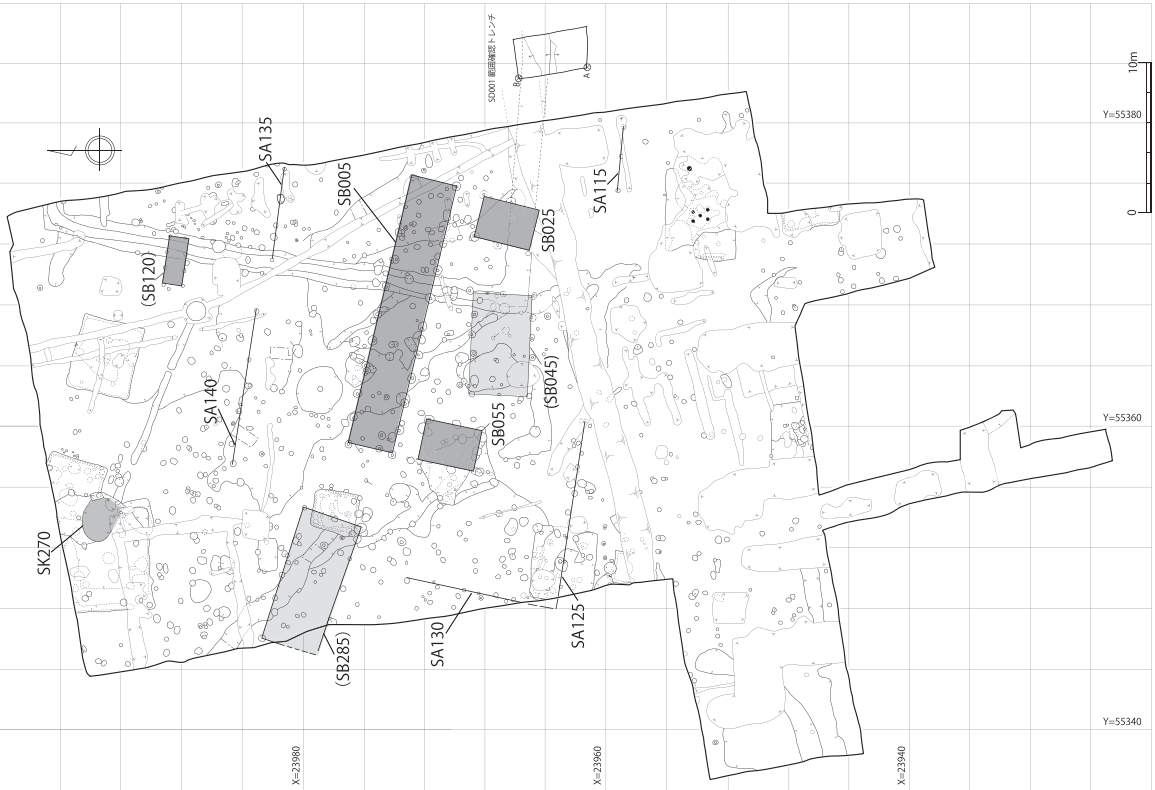 SD001 範囲確認トレンチ
B
A
10m
0
Y=55380
Y=55360
Y=55340
X=23980
X=23960
X=23940
SA135
SB005
SA115
SB025
(SB120)
(SB045)
SA140
SB055
SK270
SA130
SA125
(SB285)